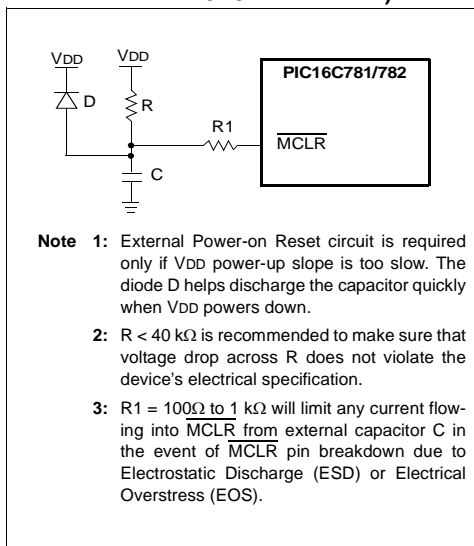 VDD VDD
PIC16C781/782
D
R
R1
MCLR
C
Note 1: External Power-on Reset circuit is required
only if VDD power-up slope is too slow. The
diode D helps discharge the capacitor quickly
when VDD powers down.
2: R < 40 kΩ is recommended to make sure that
voltage drop across R does not violate the
device's electrical specification.
3: R1 = 100Ω to 1 kΩ will limit any current flow-
ing into MCLR from external capacitor C in
the event of MCLR pin breakdown due to
Electrostatic Discharge (ESD) or Electrical
Overstress (EOS).